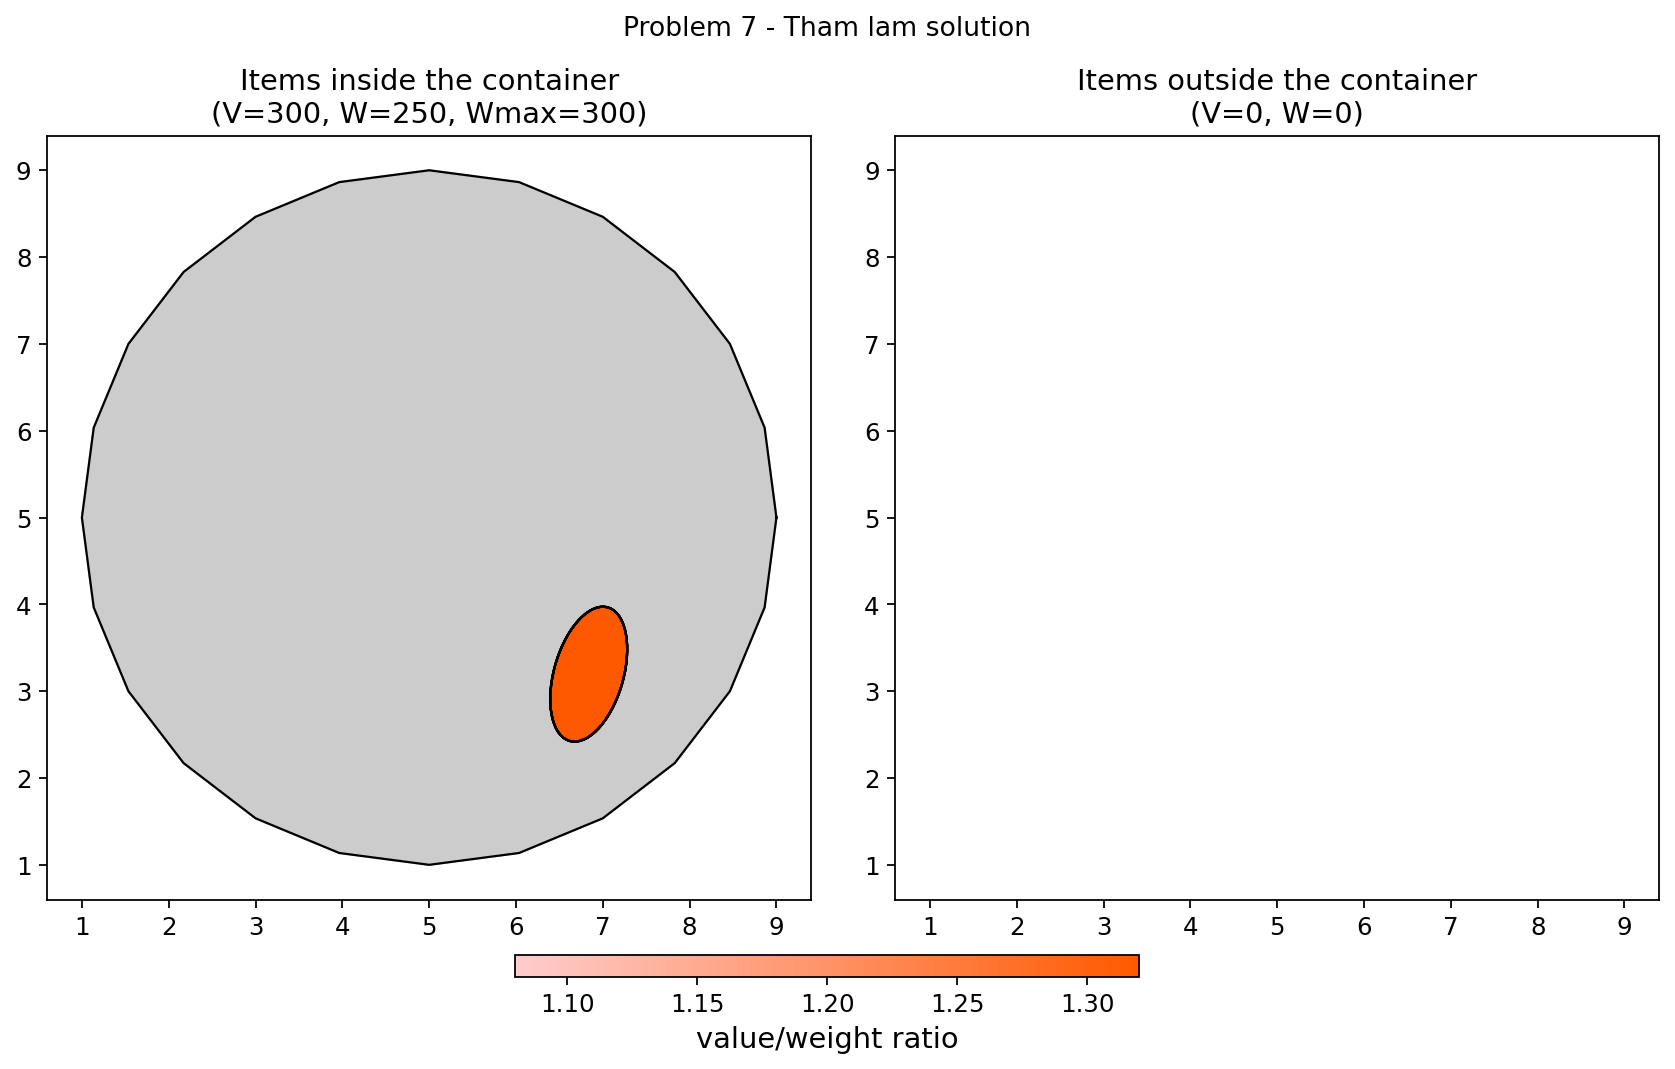 Problem 7 - Tham lam solution
Items inside the container
(V=300, W=250, Wmax=300)
9
8
7
6
5
4
3
2
1
1 2 3 4 5 6 7 8 9
Items outside the container
(V=0, W=0)
9
8
7
6
5
4
3
2
1
1 2 3 4 5 6 7 8 9
1.10 1.15 1.20 1.25 1.30
value/weight ratio